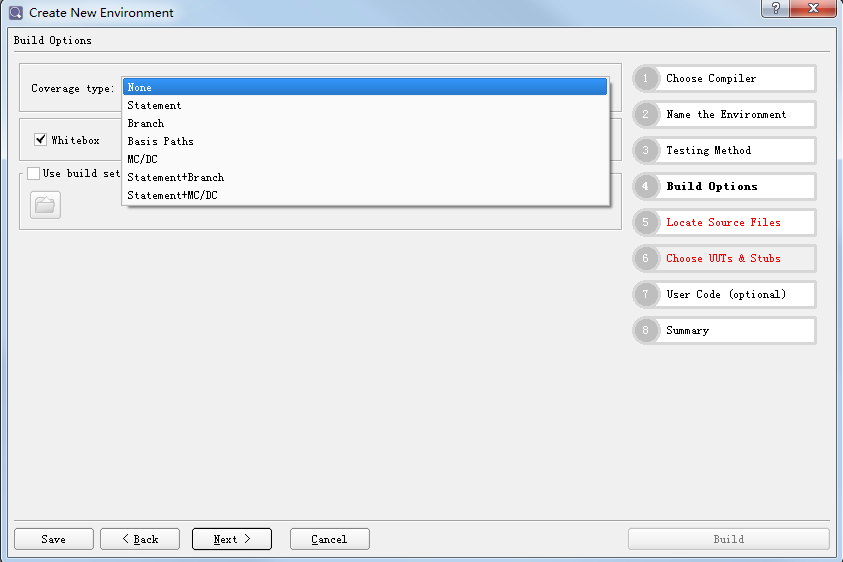 Create New Environment
?
Build Options
Coverage type:
None
Statement
Branch
Basis Paths
MC/DC
Statement+Branch
Statement+MC/DC
Whitebox
Use build set
1 Choose Compiler
2 Name the Environment
3 Testing Method
4 Build Options
5 Locate Source Files
6 Choose UUTs & Stubs
7 User Code (optional)
8 Summary
Save
< Back
Next >
Cancel
Build